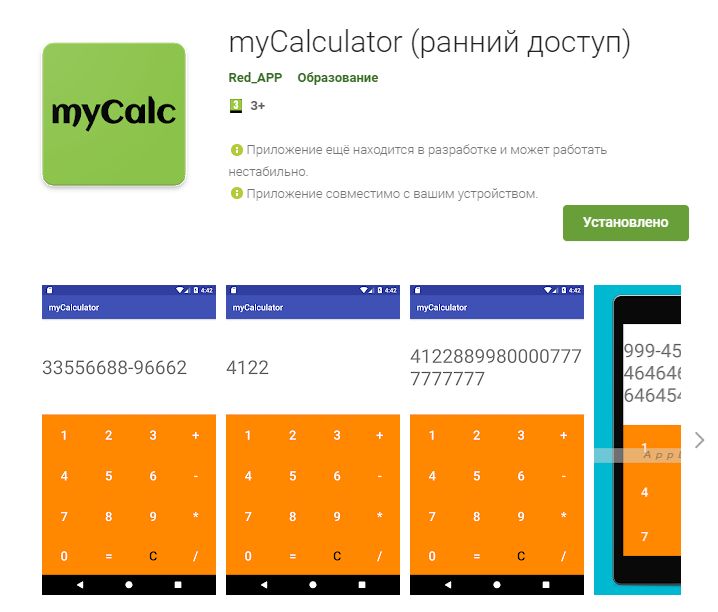 myCalculator (ранний доступ)
myCalc
Red_APP Образование
3 3+
Приложение ещё находится в разработке и может работать
нестабильно.
Приложение совместимо с вашим устройством.
Установлено
4:42
myCalculator
33556688-96662
1 2 3 +
4 5 6 -
7 8 9 *
0 = C /
4:42
myCalculator
4122
1 2 3 +
4 5 6 -
7 8 9 *
0 = C /
4:42
myCalculator
4122889980000777
7777777
1 2 3 +
4 5 6 -
7 8 9 *
0 = C /
999-45
464646
646454
1
4
7